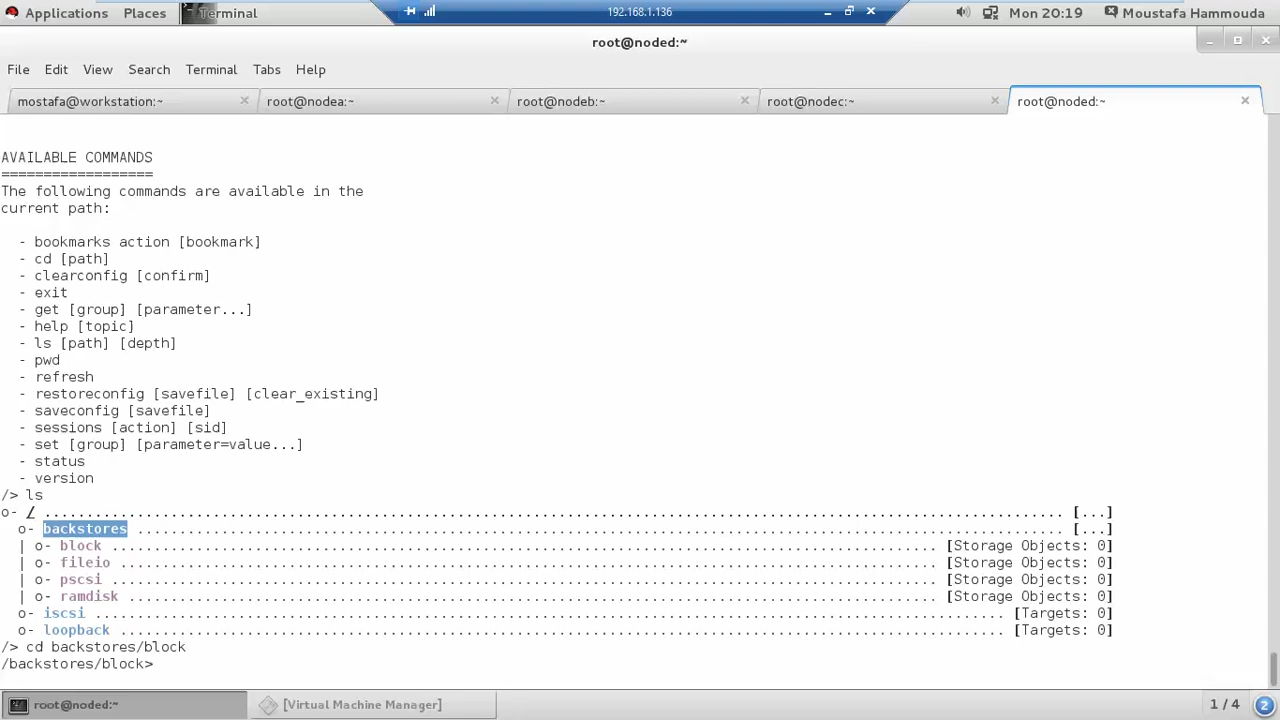 Applications Places Terminal 192.168.1.136 Mon 20:19 Moustafa Hammouda
root@noded:~
File Edit View Search Terminal Tabs Help
mostafa@workstation:~ root@nodea:~ root@nodeb:~ root@nodec:~ root@noded:~
AVAILABLE COMMANDS
==================
The following commands are available in the
current path:
- bookmarks action [bookmark]
- cd [path]
- clearconfig [confirm]
- exit
- get [group] [parameter...]
- help [topic]
- ls [path] [depth]
- pwd
- refresh
- restoreconfig [savefile] [clear_existing]
- saveconfig [savefile]
- sessions [action] [sid]
- set [group] [parameter=value...]
- status
- version
/> ls
o- / ......................................................................................................................... [...]
o- backstores .............................................................................................................. [...]
| o- block .................................................................................................. [Storage Objects: 0]
| o- fileio ................................................................................................. [Storage Objects: 0]
| o- pscsi .................................................................................................. [Storage Objects: 0]
| o- ramdisk ................................................................................................ [Storage Objects: 0]
o- iscsi ............................................................................................................ [Targets: 0]
o- loopback ......................................................................................................... [Targets: 0]
/> cd backstores/block
/backstores/block>
root@noded:~ [Virtual Machine Manager] 1 / 4 2